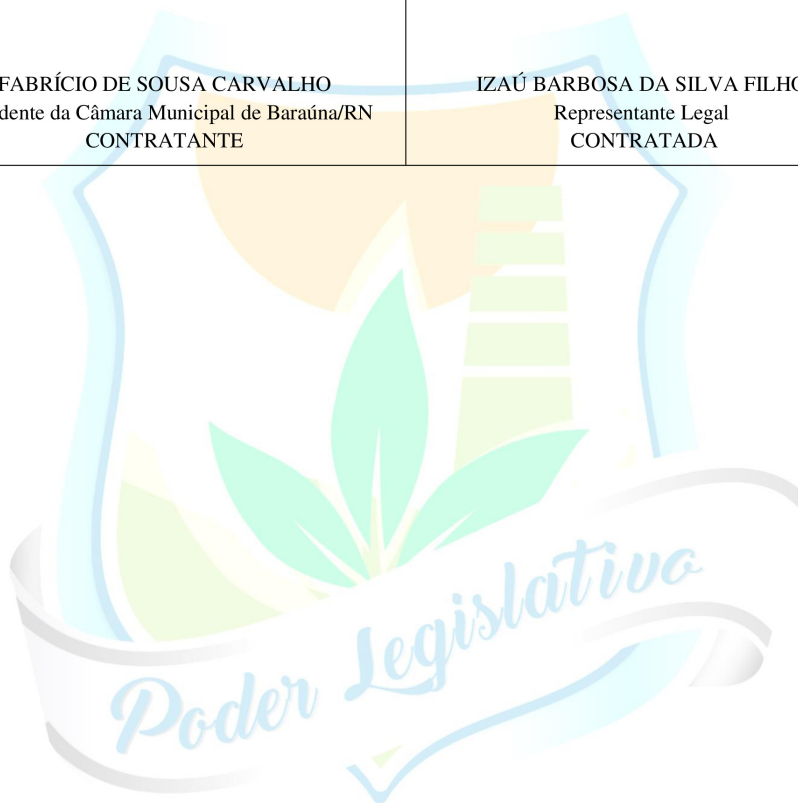 FABRÍCIO DE SOUSA CARVALHO
dente da Câmara Municipal de Baraúna/RN
CONTRATANTE
IZAÚ BARBOSA DA SILVA FILHO
Representante Legal
CONTRATADA
Poder Legislativo